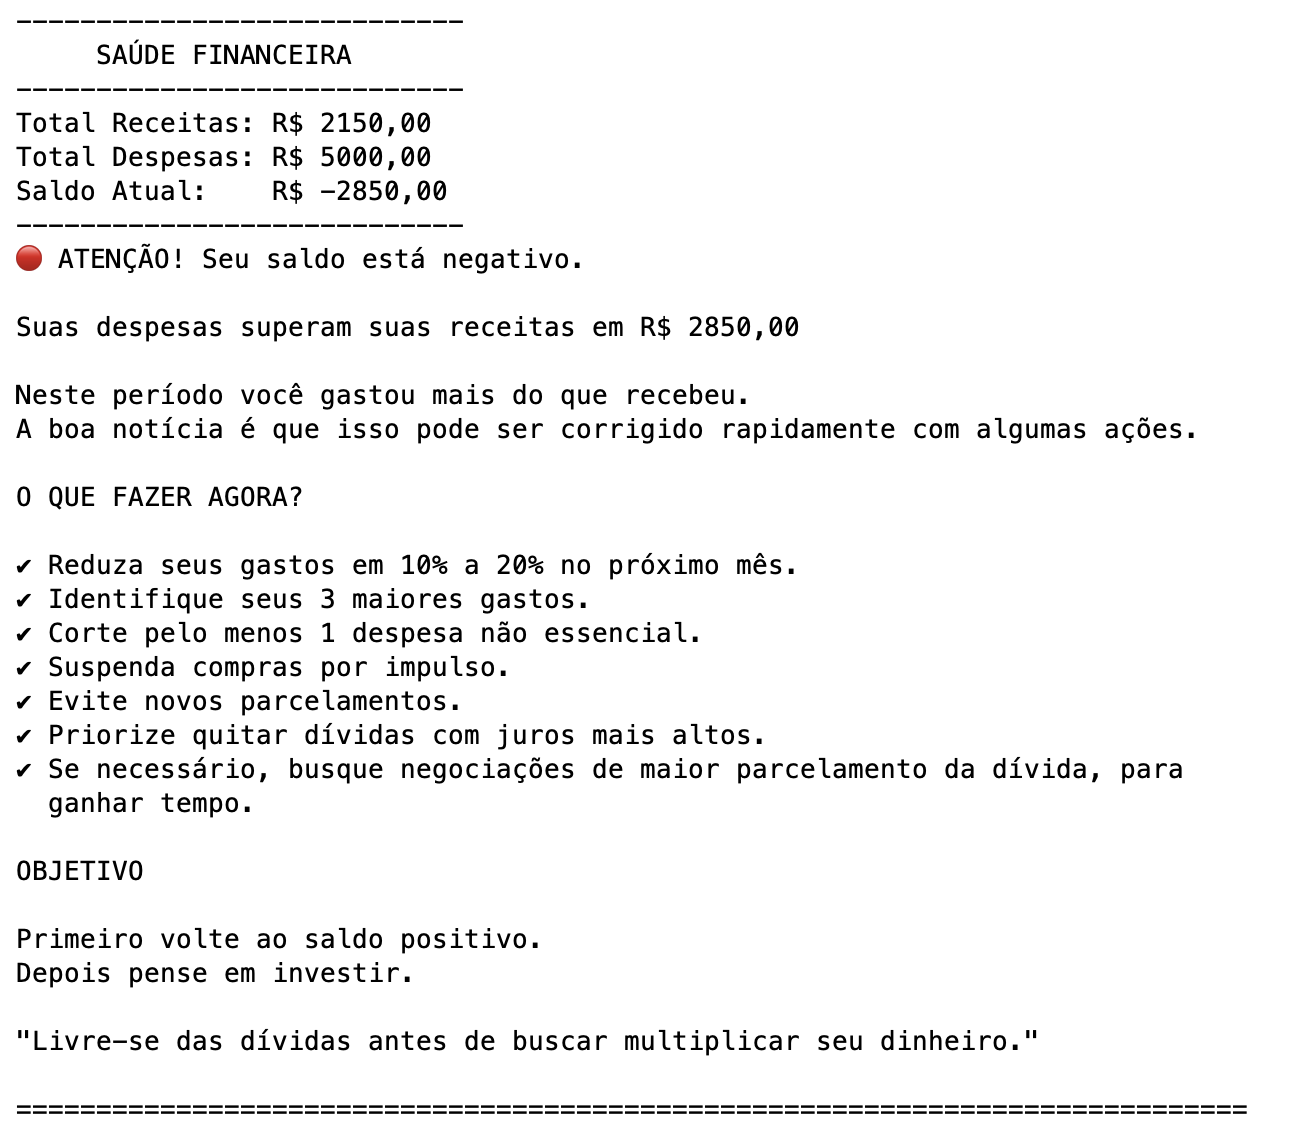 ----------------------------
     SAÚDE FINANCEIRA
----------------------------
Total Receitas: R$ 2150,00
Total Despesas: R$ 5000,00
Saldo Atual:    R$ -2850,00
----------------------------
🔴 ATENÇÃO! Seu saldo está negativo.

Suas despesas superam suas receitas em R$ 2850,00

Neste período você gastou mais do que recebeu.
A boa notícia é que isso pode ser corrigido rapidamente com algumas ações.

O QUE FAZER AGORA?

✔ Reduza seus gastos em 10% a 20% no próximo mês.
✔ Identifique seus 3 maiores gastos.
✔ Corte pelo menos 1 despesa não essencial.
✔ Suspenda compras por impulso.
✔ Evite novos parcelamentos.
✔ Priorize quitar dívidas com juros mais altos.
✔ Se necessário, busque negociações de maior parcelamento da dívida, para
  ganhar tempo.

OBJETIVO

Primeiro volte ao saldo positivo.
Depois pense em investir.

"Livre-se das dívidas antes de buscar multiplicar seu dinheiro."

=============================================================================